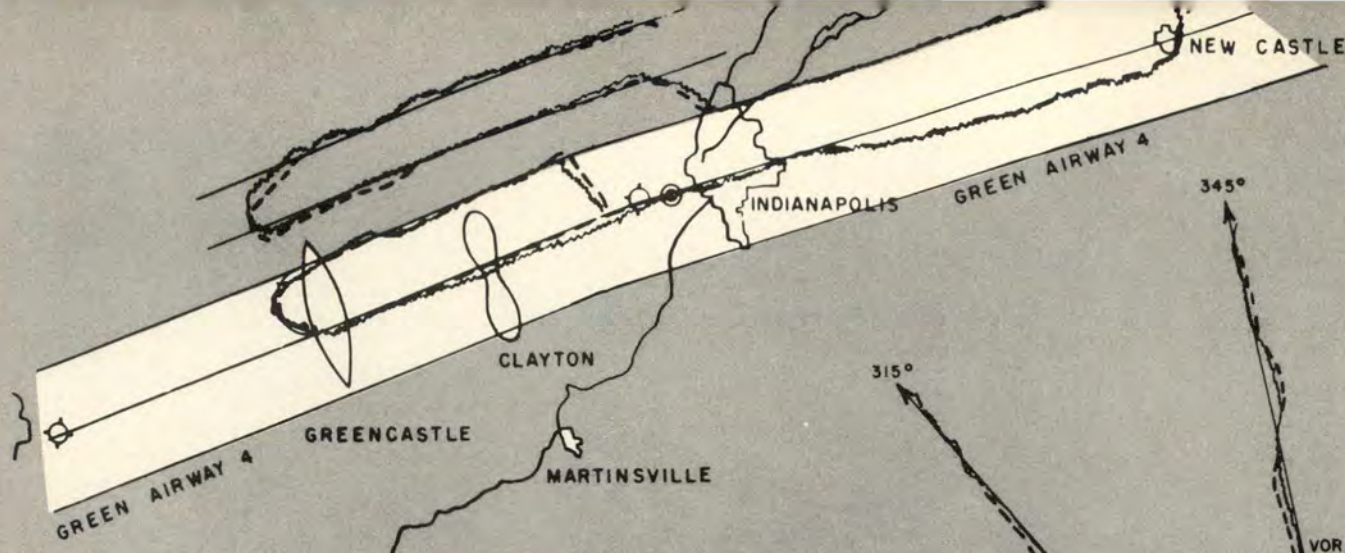 NEW CASTLE
GREEN AIRWAY 4
345°
INDIANAPOLIS
CLAYTON
315°
GREENCASTLE
MARTINSVILLE
GREEN AIRWAY 4
VOR